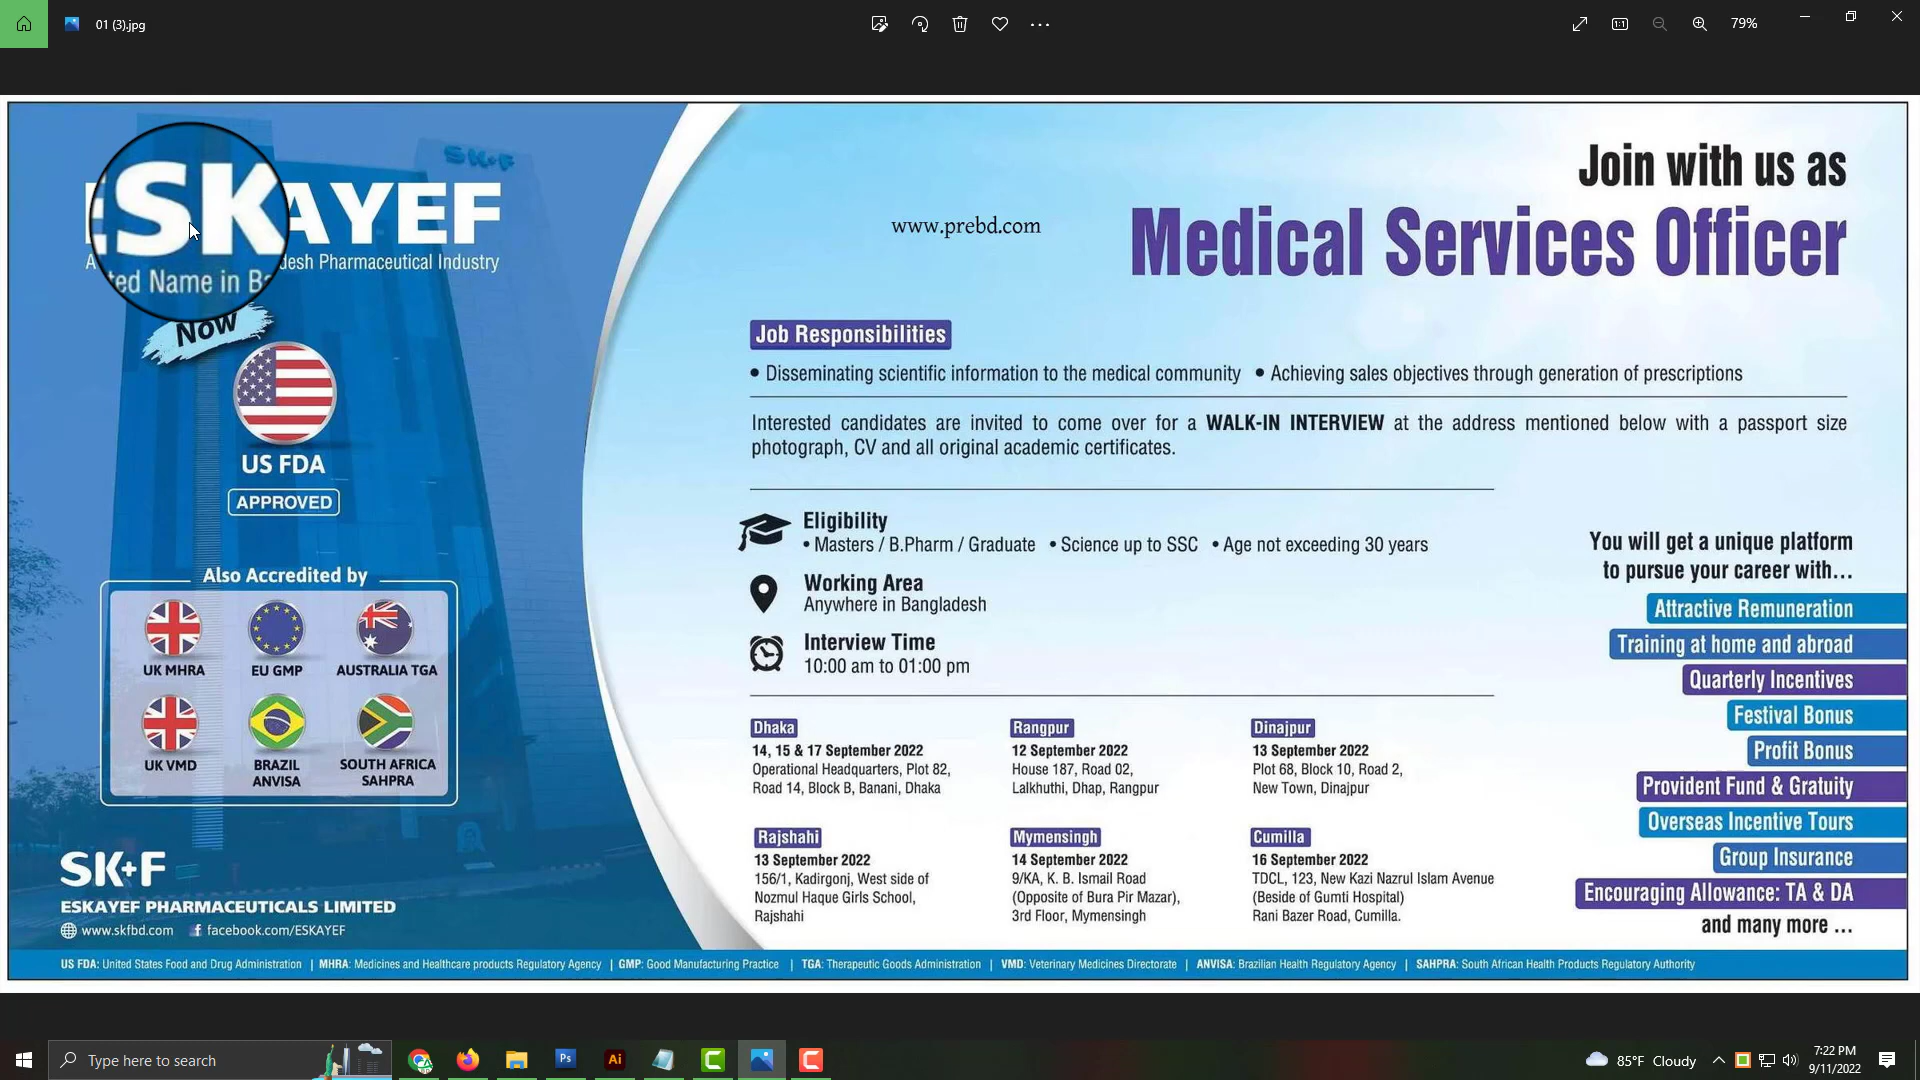 01 (3).jpg
79%
ESKAYEF
ted Name in Ba desh Pharmaceutical Industry
SK+F
Now
US FDA
APPROVED
Also Accredited by
UK MHRA
EU GMP
AUSTRALIA TGA
UK VMD
BRAZIL
ANVISA
SOUTH AFRICA
SAHPRA
SK+F
ESKAYEF PHARMACEUTICALS LIMITED
www.skfbd.com facebook.com/ESKAYEF
www.prebd.com
Join with us as
Medical Services Officer
Job Responsibilities
• Disseminating scientific information to the medical community • Achieving sales objectives through generation of prescriptions
Interested candidates are invited to come over for a WALK-IN INTERVIEW at the address mentioned below with a passport size
photograph, CV and all original academic certificates.
Eligibility
• Masters / B.Pharm / Graduate • Science up to SSC • Age not exceeding 30 years
Working Area
Anywhere in Bangladesh
Interview Time
10:00 am to 01:00 pm
Dhaka
14, 15 & 17 September 2022
Operational Headquarters, Plot 82,
Road 14, Block B, Banani, Dhaka
Rangpur
12 September 2022
House 187, Road 02,
Lalkhuthi, Dhap, Rangpur
Dinajpur
13 September 2022
Plot 68, Block 10, Road 2,
New Town, Dinajpur
Rajshahi
13 September 2022
156/1, Kadirgonj, West side of
Nozmul Haque Girls School,
Rajshahi
Mymensingh
14 September 2022
9/KA, K. B. Ismail Road
(Opposite of Bura Pir Mazar),
3rd Floor, Mymensingh
Cumilla
16 September 2022
TDCL, 123, New Kazi Nazrul Islam Avenue
(Beside of Gumti Hospital)
Rani Bazer Road, Cumilla.
You will get a unique platform
to pursue your career with...
Attractive Remuneration
Training at home and abroad
Quarterly Incentives
Festival Bonus
Profit Bonus
Provident Fund & Gratuity
Overseas Incentive Tours
Group Insurance
Encouraging Allowance: TA & DA
and many more ...
US FDA: United States Food and Drug Administration | MHRA: Medicines and Healthcare products Regulatory Agency | GMP: Good Manufacturing Practice | TGA: Therapeutic Goods Administration | VMD: Veterinary Medicines Directorate | ANVISA: Brazilian Health Regulatory Agency | SAHPRA: South African Health Products Regulatory Authority
Type here to search
Ps
Ai
85°F Cloudy
7:22 PM
9/11/2022